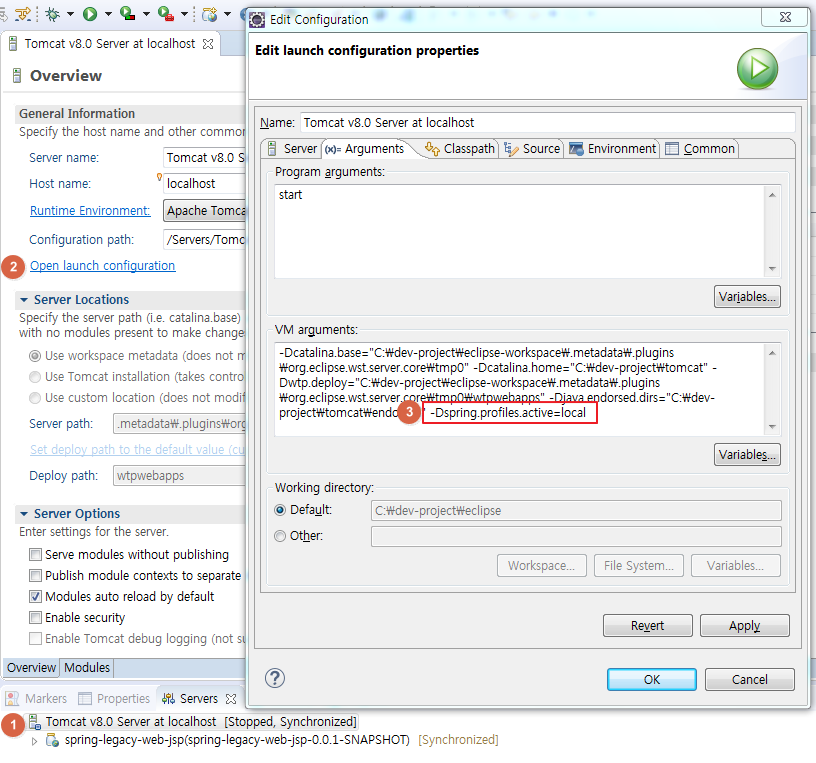 Tomcat v8.0 Server at localhost
Overview
General Information
Specify the host name and other common
Server name:
Tomcat v8.0 S
Host name:
localhost
Runtime Environment:
Apache Tomca
Configuration path:
/Servers/Tomc
2
Open launch configuration
Server Locations
Specify the server path (i.e. catalina.base)
with no modules present to make change
Use workspace metadata (does not m
Use Tomcat installation (takes contro
Use custom location (does not modif
Server path:
.metadata₩.plugins₩org
Set deploy path to the default value (cu
Deploy path:
wtpwebapps
Server Options
Enter settings for the server.
Serve modules without publishing
Publish module contexts to separate
Modules auto reload by default
Enable security
Enable Tomcat debug logging (not su
Overview Modules
Markers Properties Servers
1
Tomcat v8.0 Server at localhost [Stopped, Synchronized]
spring-legacy-web-jsp(spring-legacy-web-jsp-0.0.1-SNAPSHOT) [Synchronized]
Edit Configuration
Edit launch configuration properties
Name: Tomcat v8.0 Server at localhost
Server (x)= Arguments Classpath Source Environment Common
Program arguments:
start
Variables...
VM arguments:
-Dcatalina.base="C:₩dev-project₩eclipse-workspace₩.metadata₩.plugins
₩org.eclipse.wst.server.core₩tmp0" -Dcatalina.home="C:₩dev-project₩tomcat" -
Dwtp.deploy="C:₩dev-project₩eclipse-workspace₩.metadata₩.plugins
₩org.eclipse.wst.server.core₩tmp0₩wtpwebapps" -Djava.endorsed.dirs="C:₩dev-
project₩tomcat₩endo 3 " -Dspring.profiles.active=local
Variables...
Working directory:
Default: C:₩dev-project₩eclipse
Other:
Workspace... File System... Variables...
Revert Apply
OK Cancel